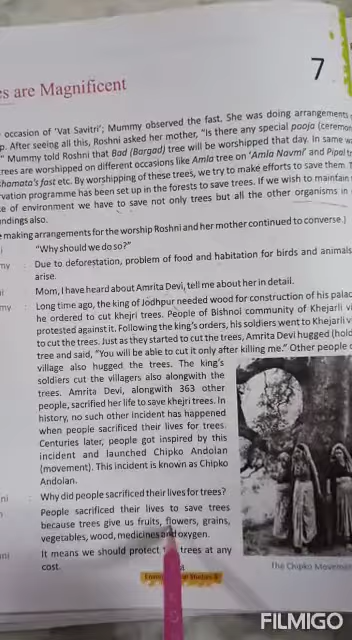 7
es are Magnificent
occasion of 'Vat Savitri'; Mummy observed the fast. She was doing arrangements
p. After seeing all this, Roshni asked her mother, "Is there any special pooja (ceremon
" Mummy told Roshni that Bad (Bargad) tree will be worshipped that day. In same w
trees are worshipped on different occasions like Amla tree on 'Amla Navmi' and Pipal
fast etc. By worshipping of these trees, we try to make efforts to save them. T
vation programme has been set up in the forests to save trees. If we wish to maintain
e of environment we have to save not only trees but all the other organisms in
undings also.
e making arrangements for the worship Roshni and her mother continued to converse.)
"Why should we do so?"
my : Due to deforestation, problem of food and habitation for birds and animals
arise.
Mom, I have heard about Amrita Devi, tell me about her in detail.
my : Long time ago, the king of Jodhpur needed wood for construction of his palac
he ordered to cut khejri trees. People of Bishnoi community of Khejarli vi
protested against it. Following the king's orders, his soldiers went to Khejarli v
to cut the trees. Just as they started to cut the trees, Amrita Devi hugged (hold
tree and said, "You will be able to cut it only after killing me." Other people
village also hugged the trees. The king's
soldiers cut the villagers also alongwith the
trees. Amrita Devi, alongwith 363 other
people, sacrificed her life to save khejri trees. In
history, no such other incident has happened
when people sacrificed their lives for trees.
Centuries later, people got inspired by this
incident and launched Chipko Andolan
(movement). This incident is known as Chipko
Andolan.
ni : Why did people sacrificed their lives for trees?
People sacrificed their lives to save trees
because trees give us fruits, flowers, grains,
vegetables, wood, medicines and oxygen.
ni It means we should protect trees at any
cost.
The Chipko Movemen
FILMIGO